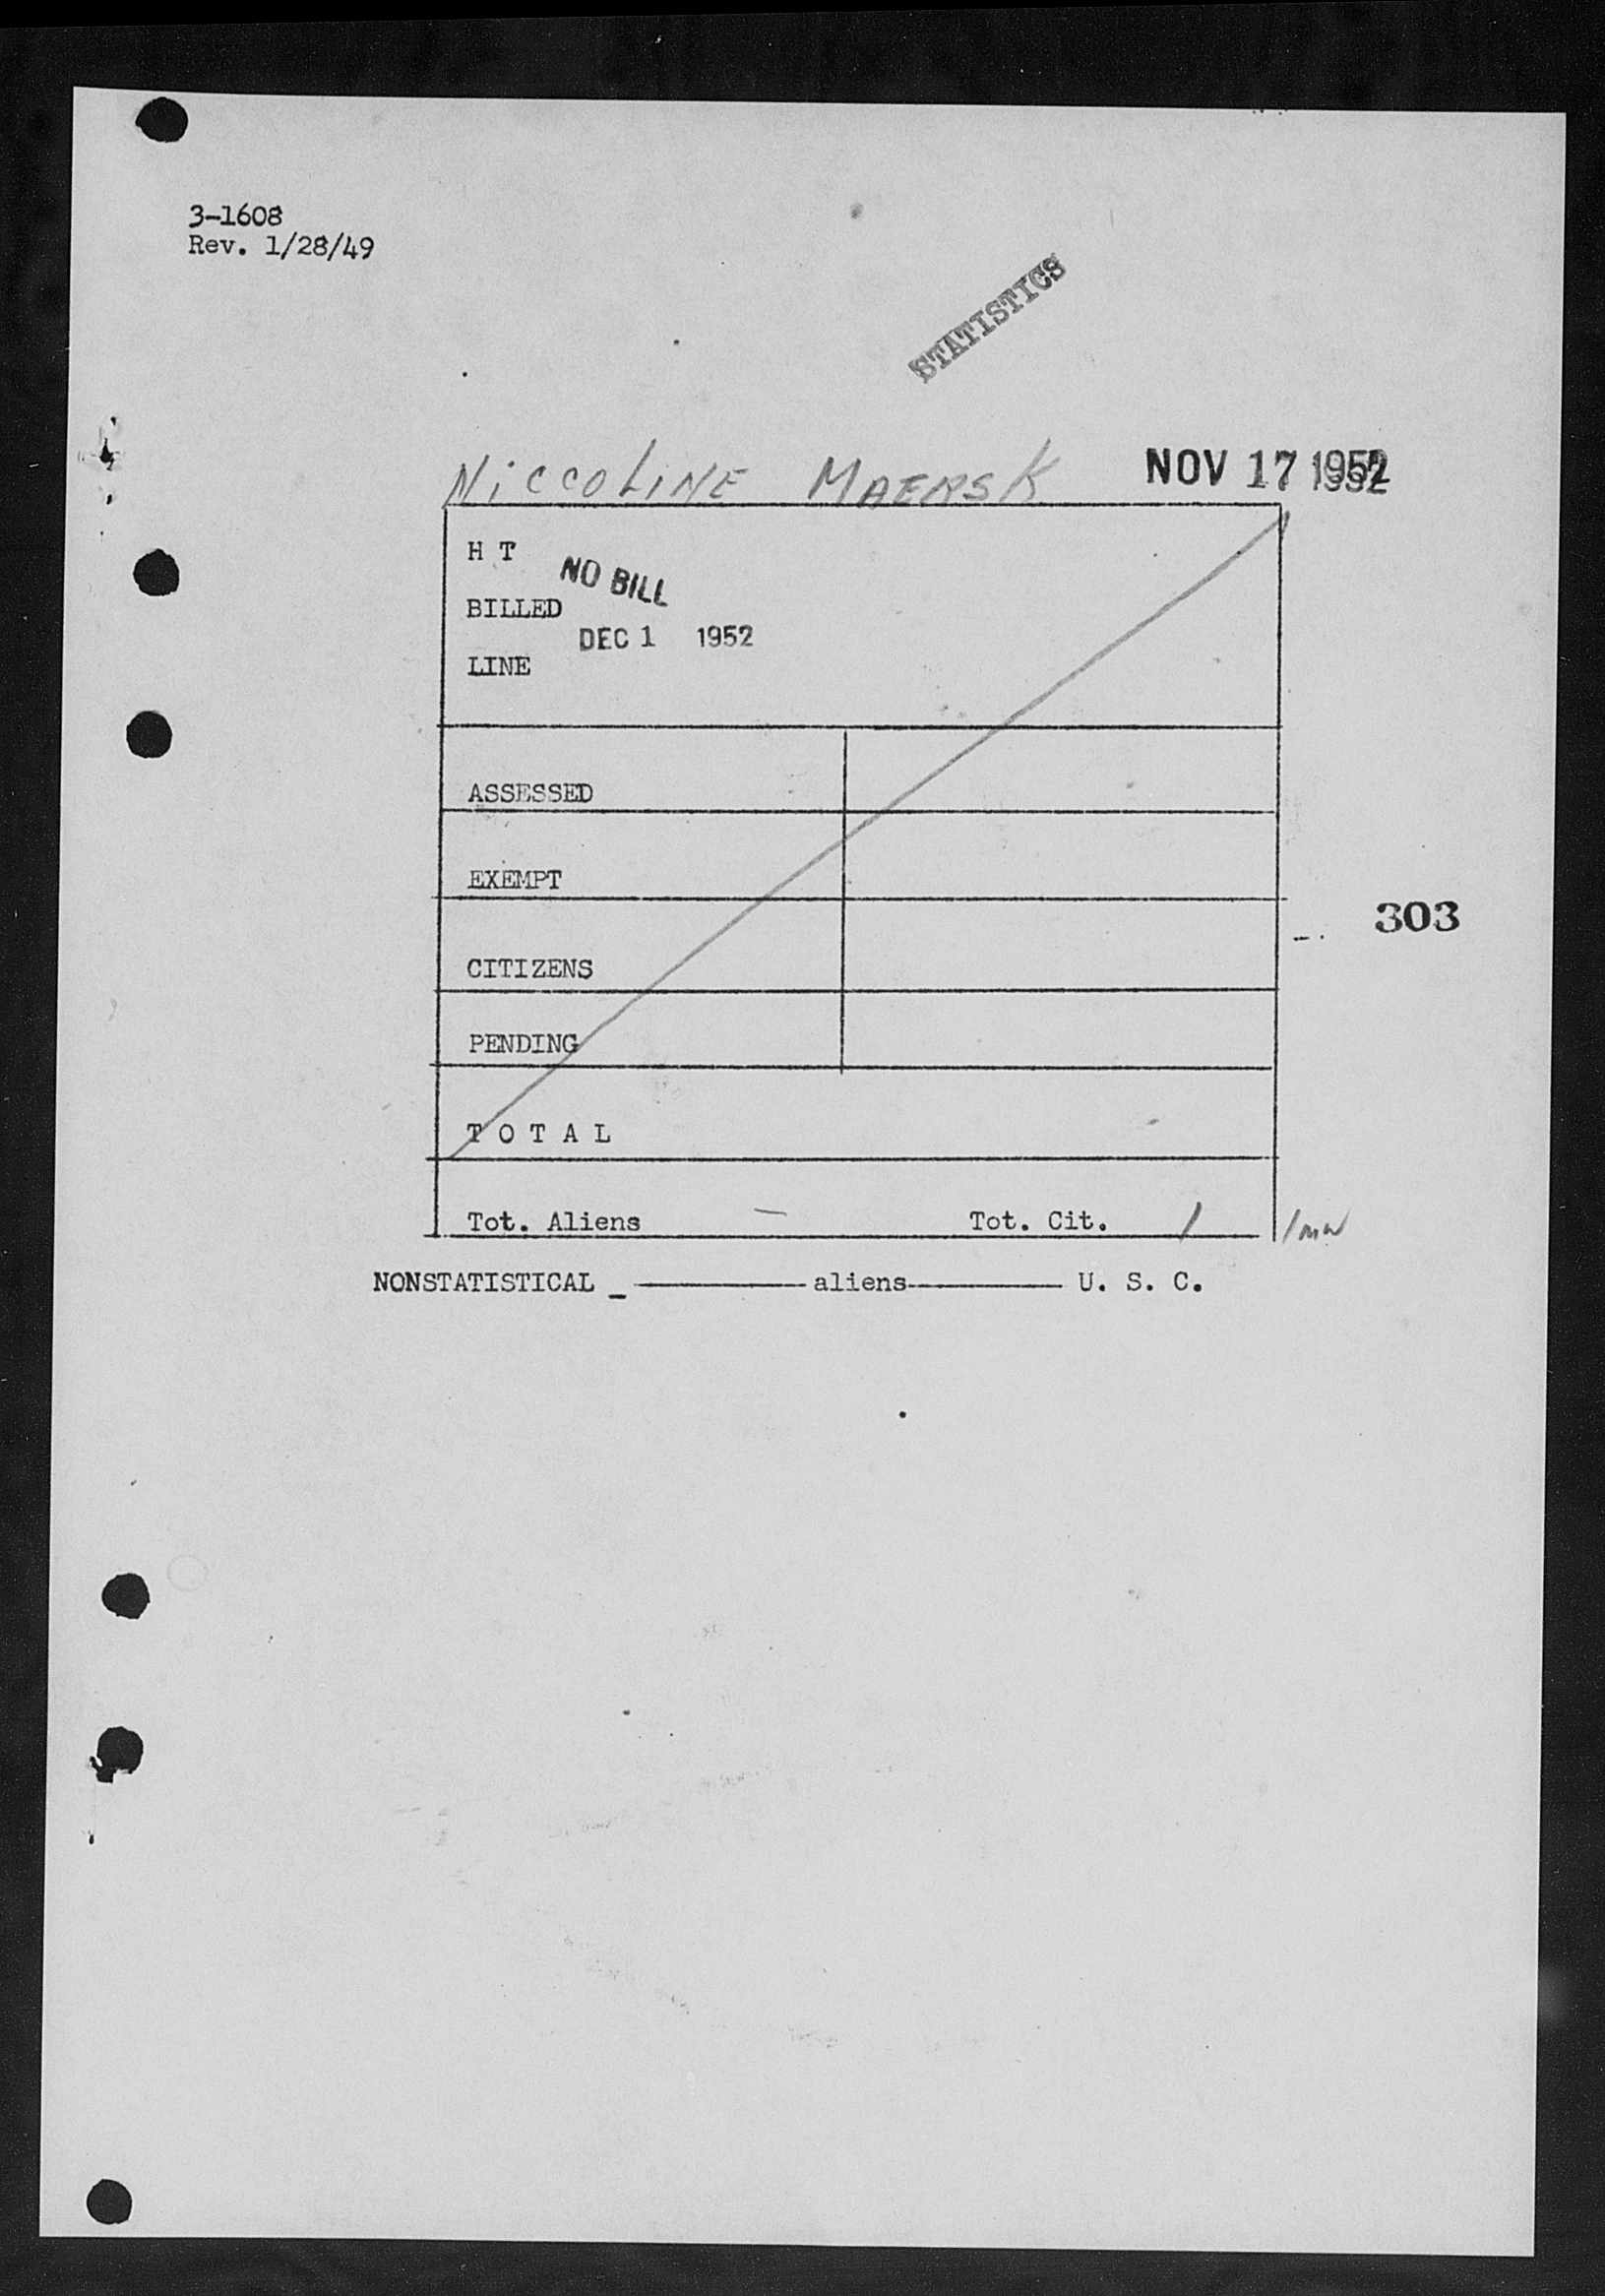 3-1608
Rev. 1/28/49
STATISTICS
NiccoLiNE MAERSK NOV 17 1952
H T
NO BILL
BILLED
DEC 1 1952
LINE
ASSESSED
EXEMPT
303
CITIZENS
PENDING
T O T A L
Tot. Aliens — Tot. Cit. 1
NONSTATISTICAL _ aliens U. S. C.